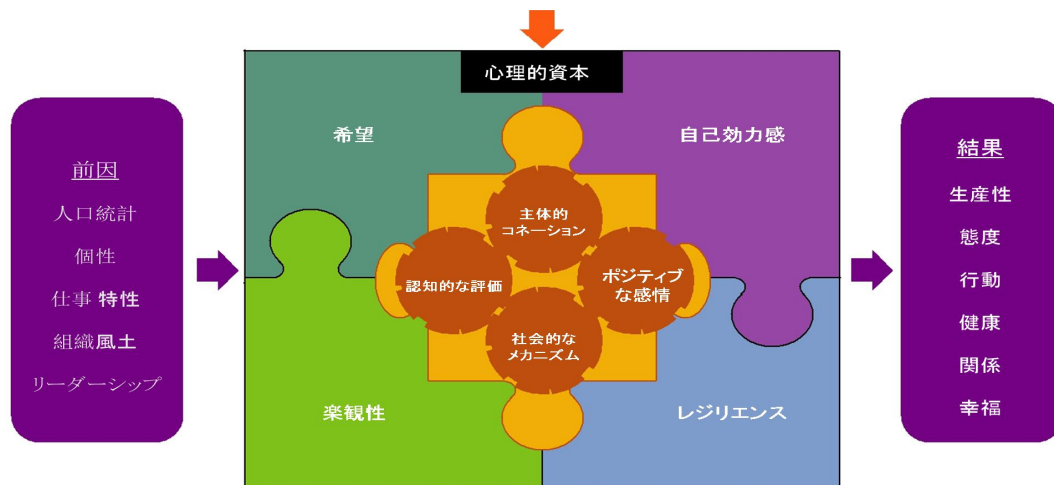 心理的資本
前因
人口統計
個性
仕事 特性
組織風土
リーダーシップ
希望
自己効力感
主体的
コネーション
認知的な評価
ポジティブ
な感情
社会的な
メカニズム
楽観性
レジリエンス
結果
生産性
態度
行動
健康
関係
幸福